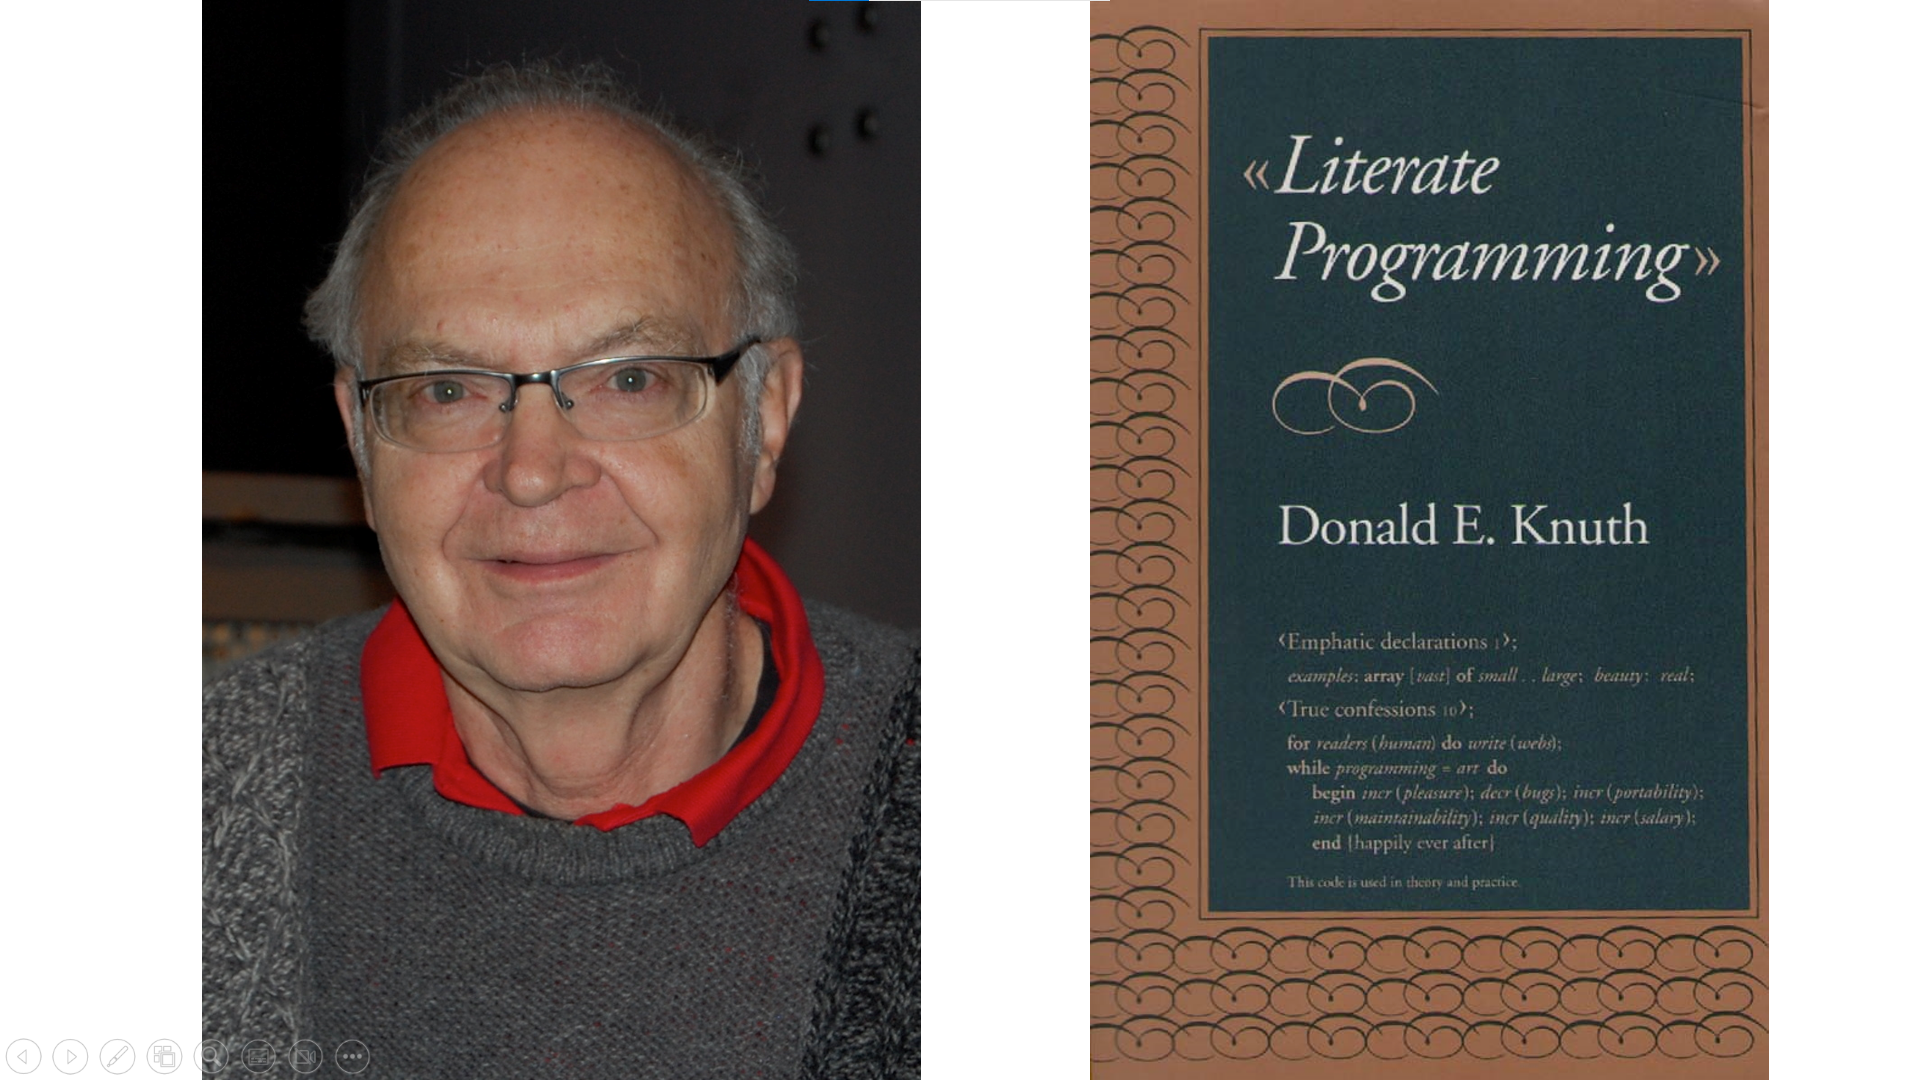 «Literate
Programming»
Donald E. Knuth
‹Emphatic declarations 1›;
examples: array [vast] of small . . large; beauty: real;
‹True confessions 10›;
for readers (human) do write (webs);
while programming = art do
begin incr (pleasure); decr (bugs); incr (portability);
incr (maintainability); incr (quality); incr (salary);
end {happily ever after}
This code is used in theory and practice.